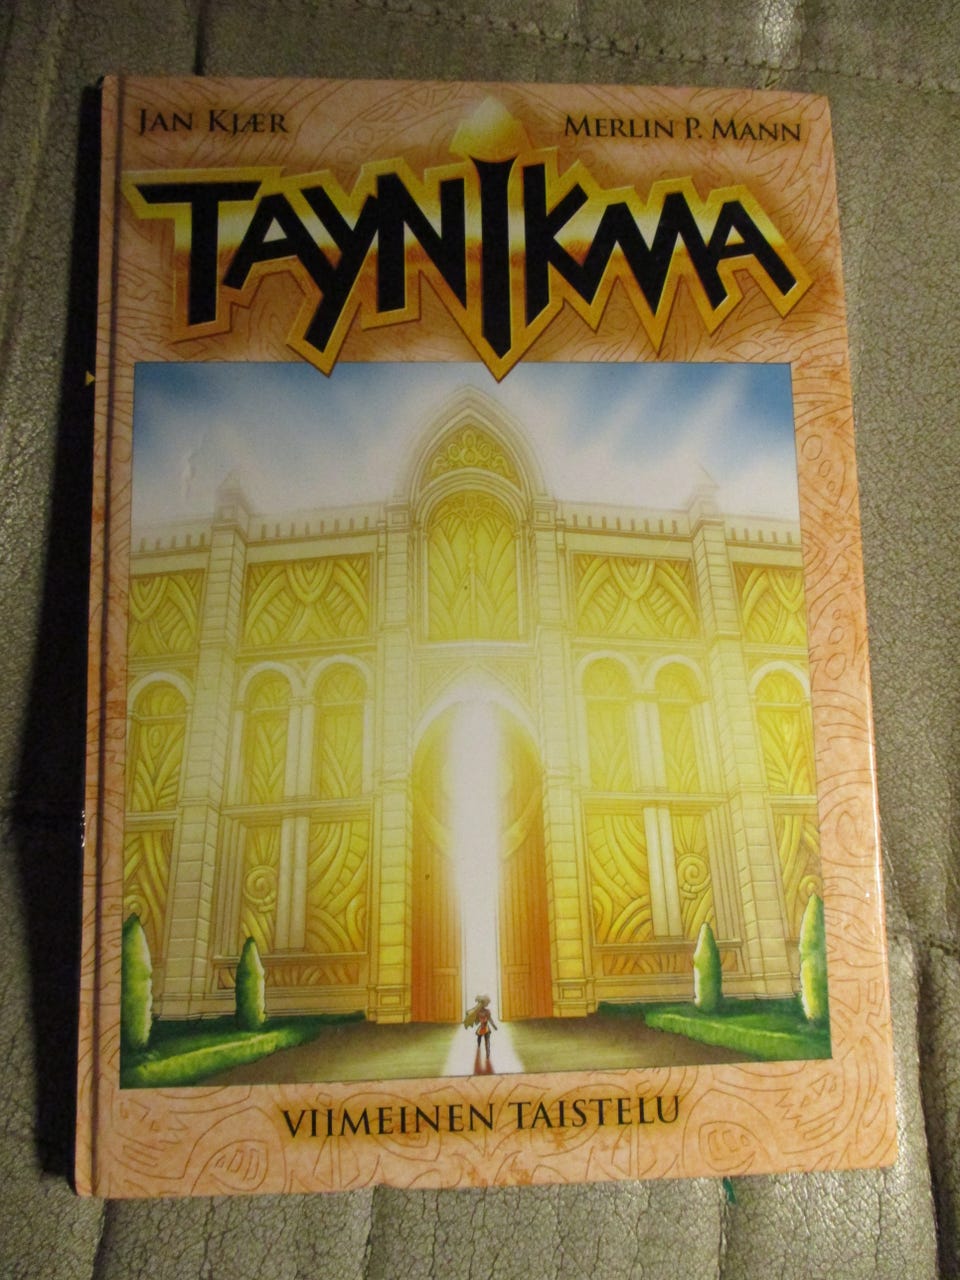 JAN KJÆR
MERLIN P. MANN
TAYNIKMA
VIIMEINEN TAISTELU